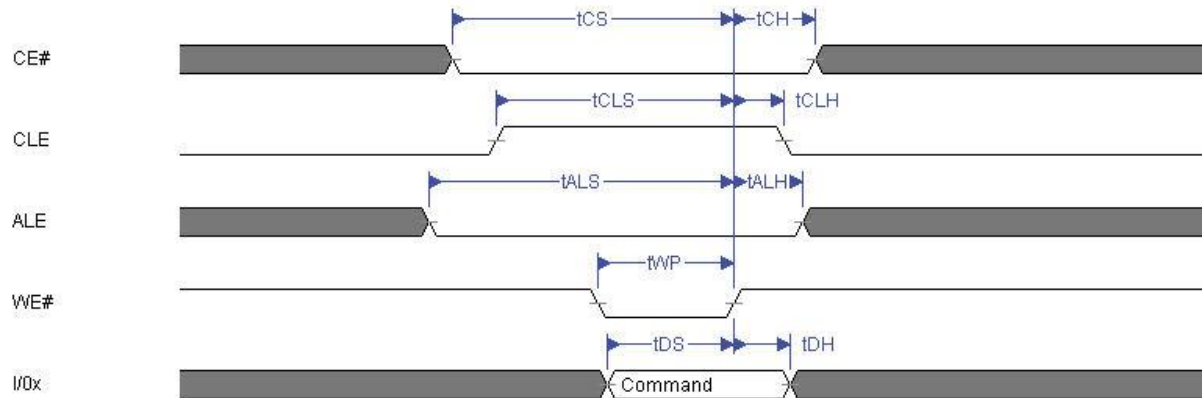 tCS tCH
CE#
tCLS tCLH
CLE
tALS tALH
ALE
tWP
WE#
tDS tDH
I/0x Command